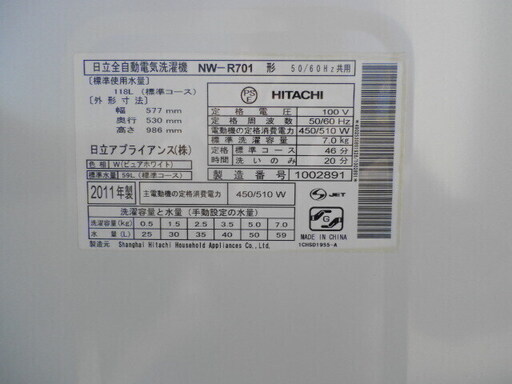 日立全自動電気洗濯機 NW-R701 形 50/60Hz共用
[標準使用水量]
118L (標準コース)
[外形寸法]
幅 577 mm
奥行 530 mm
高さ 986 mm
日立アプライアンス(株)
色柄 W(ピュアホワイト)
標準水量 59L (標準コース)
PS E HITACHI
定格電圧 100 V
定格周波数 50/60 Hz
電動機の定格消費電力 450/510 W
標準洗濯容量 7.0 kg
定格 標準コース 46 分
時間 洗いのみ 20 分
製造番号 1002891
2011年製 主電動機の定格消費電力 450/510 W
S JET
洗濯容量と水量 (手動設定の水量)
洗濯容量(kg) 0.5 1.5 2.5 3.5 5.0 7.0
水量(L) 25 30 35 40 50 59
G
MADE IN CHINA
製造元 Shanghai Hitachi Household Appliances Co., Ltd.
1CHGD1955-A